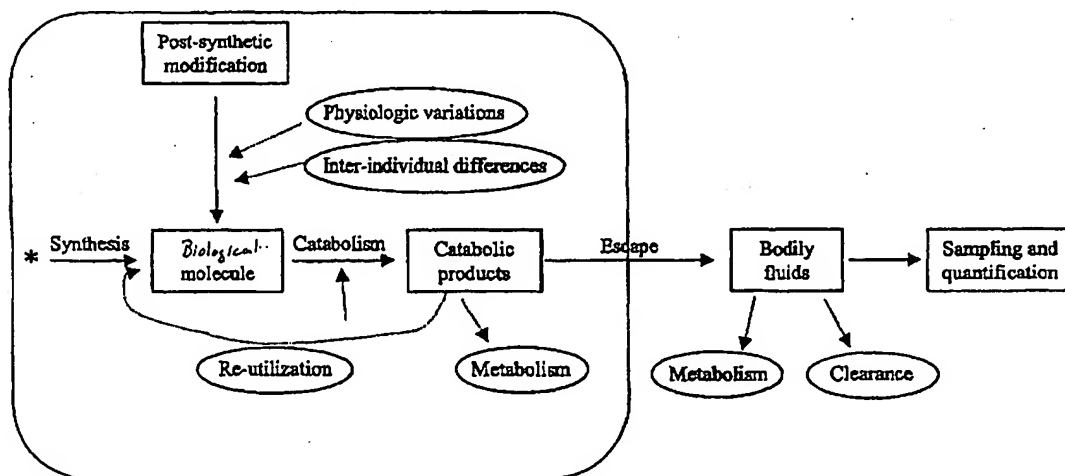 Post-synthetic
modification
Physiologic variations
Inter-individual differences
* Synthesis
Biological
molecule
Catabolism
Catabolic
products
Escape
Bodily
fluids
Sampling and
quantification
Re-utilization
Metabolism
Metabolism
Clearance